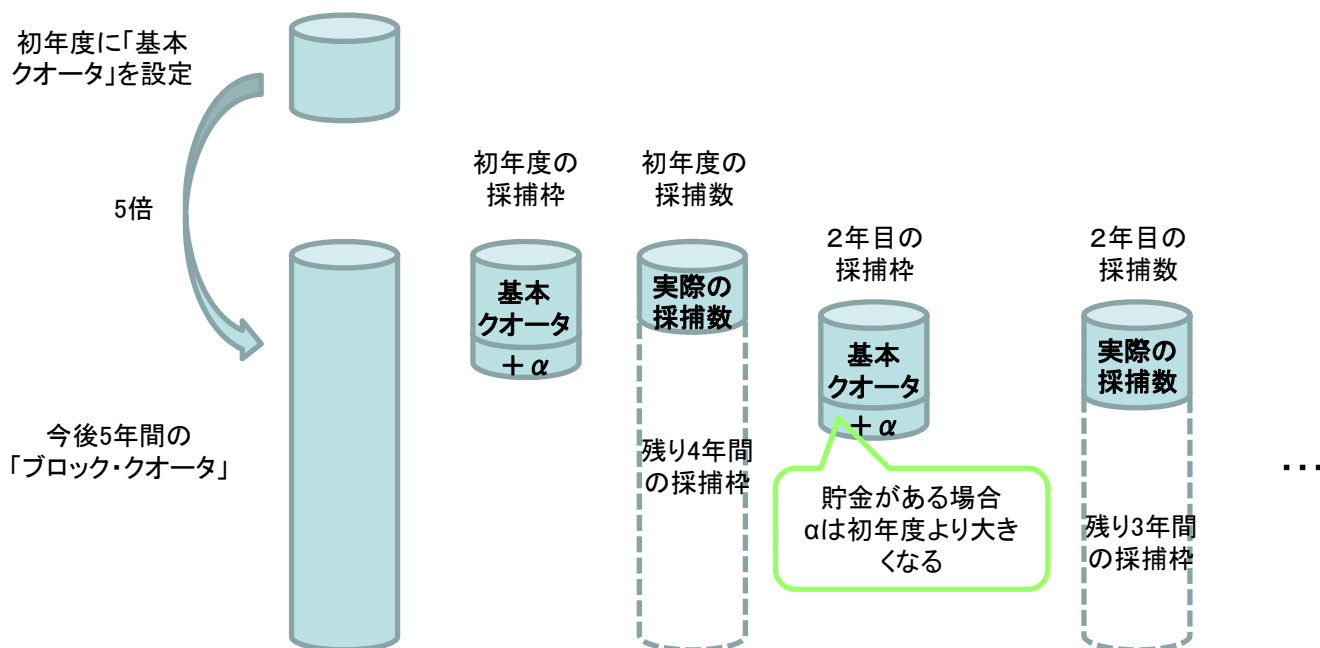 初年度に「基本
クオータ」を設定
5倍
今後5年間の
「ブロック・クオータ」
初年度の
採捕枠
基本
クオータ
＋α
初年度の
採捕数
実際の
採捕数
残り4年間
の採捕枠
２年目の
採捕枠
基本
クオータ
＋α
貯金がある場合
αは初年度より大き
くなる
２年目の
採捕数
実際の
採捕数
残り3年間
の採捕枠
…